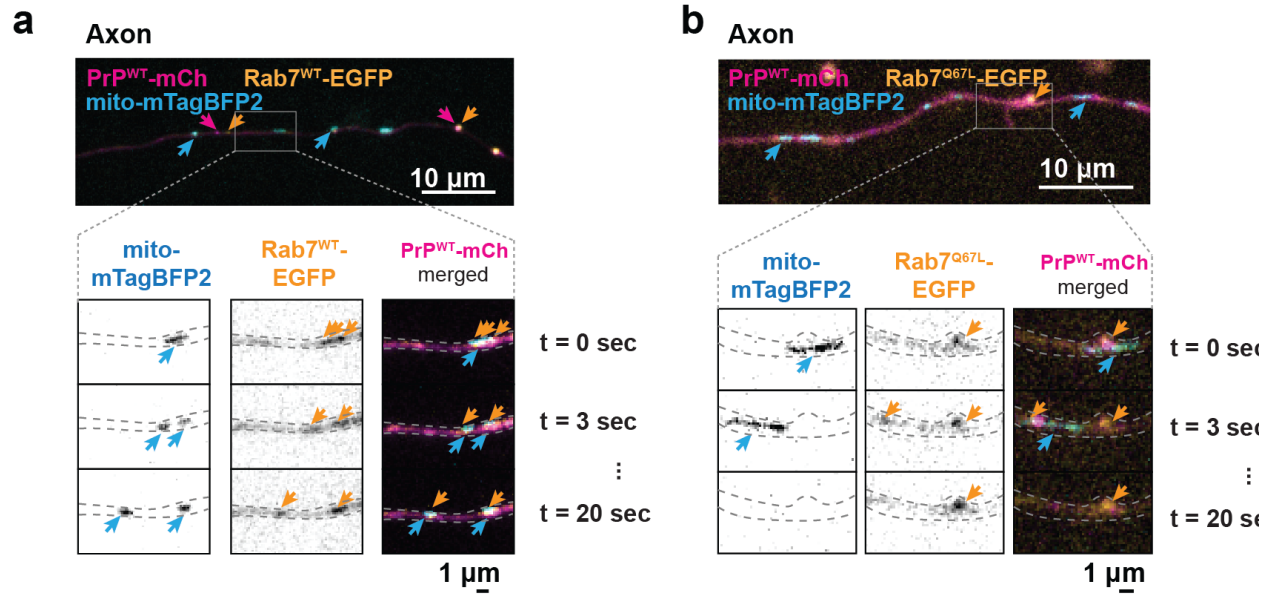 a
Axon
PrPWT-mCh Rab7WT-EGFP
mito-mTagBFP2
10 µm
mito-
mTagBFP2
Rab7WT-
EGFP
PrPWT-mCh
merged
t = 0 sec
t = 3 sec
...
t = 20 sec
1 µm
b
Axon
PrPWT-mCh Rab7Q67L-EGFP
mito-mTagBFP2
10 µm
mito-
mTagBFP2
Rab7Q67L-
EGFP
PrPWT-mCh
merged
t = 0 sec
t = 3 sec
...
t = 20 se
1 µm